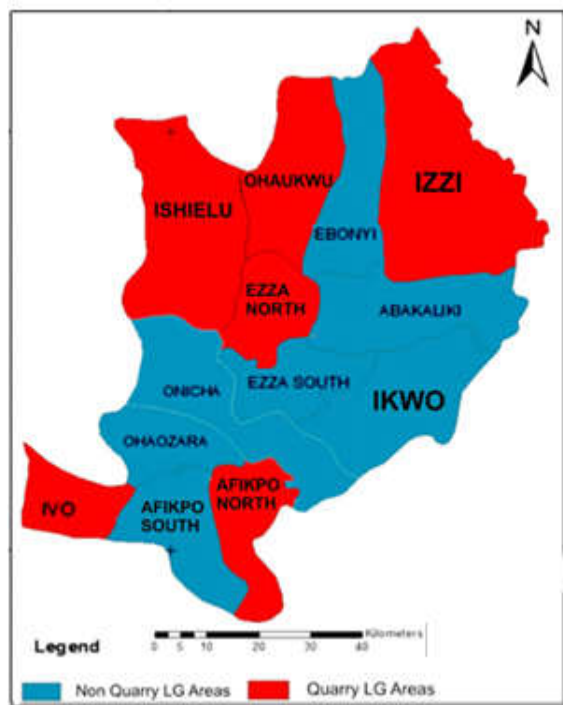 N
IZZI
OHAUKWU
ISHIELU
EBONYI
EZZA
NORTH
ABAKALIKI
EZZA SOUTH
ONICHA
IKWO
OHAOZARA
AFIKPO
NORTH
IVO
AFIKPO
SOUTH
Legend
Kilometers
0 5 10 20 30 40
Non Quarry LG Areas
Quarry LG Areas